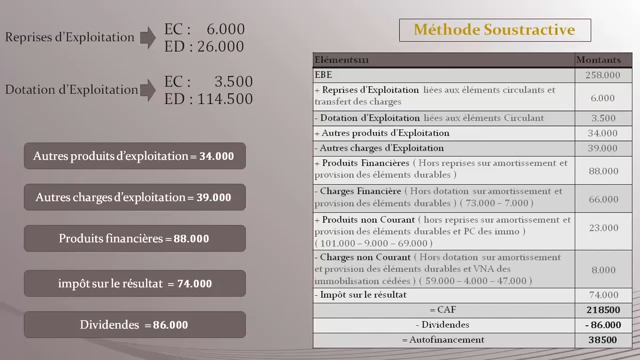 Reprises d'Exploitation
EC : 6.000
ED : 26.000
Dotation d'Exploitation
EC : 3.500
ED : 114.500
Autres produits d'exploitation = 34.000
Autres charges d'exploitation = 39.000
Produits financières = 88.000
impôt sur le résultat = 74.000
Dividendes = 86.000
Méthode Soustractive
Eléments111 Montants
EBE 258.000
+ Reprises d'Exploitation liées aux éléments circulants et
transfert des charges 6.000
- Dotation d'Exploitation liées aux éléments Circulant 3.500
+ Autres produits d'Exploitation 34.000
- Autres charges d'Exploitation 39.000
+ Produits Financières ( Hors reprises sur amortissement et
provision des éléments durables ) 88.000
- Charges Financière ( Hors dotation sur amortissement et
provision des éléments durables ) ( 73.000 – 7.000 ) 66.000
+ Produits non Courant ( hors reprises sur amortissement et
provision des éléments durables et PC des immo )
( 101.000 – 9.000 – 69.000 ) 23.000
- Charges non Courant ( Hors dotation sur amortissement
et provision des éléments durables et VNA des
immobilisation cédées ) ( 59.000 – 4.000 – 47.000 ) 8.000
- Impôt sur le résultat 74.000
= CAF 218500
- Dividendes - 86.000
= Autofinancement 38500